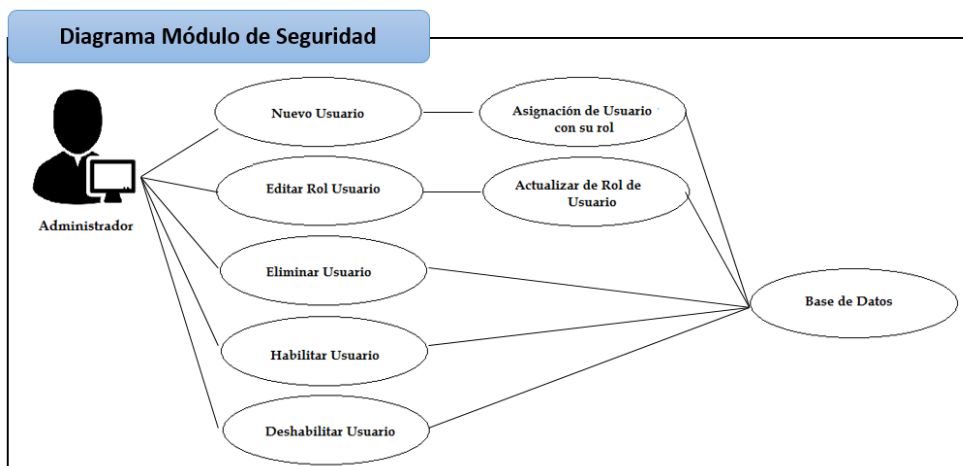 Diagrama Módulo de Seguridad
Nuevo Usuario
Asignación de Usuario
con su rol
Editar Rol Usuario
Actualizar de Rol de
Usuario
Administrador
Eliminar Usuario
Base de Datos
Habilitar Usuario
Deshabilitar Usuario